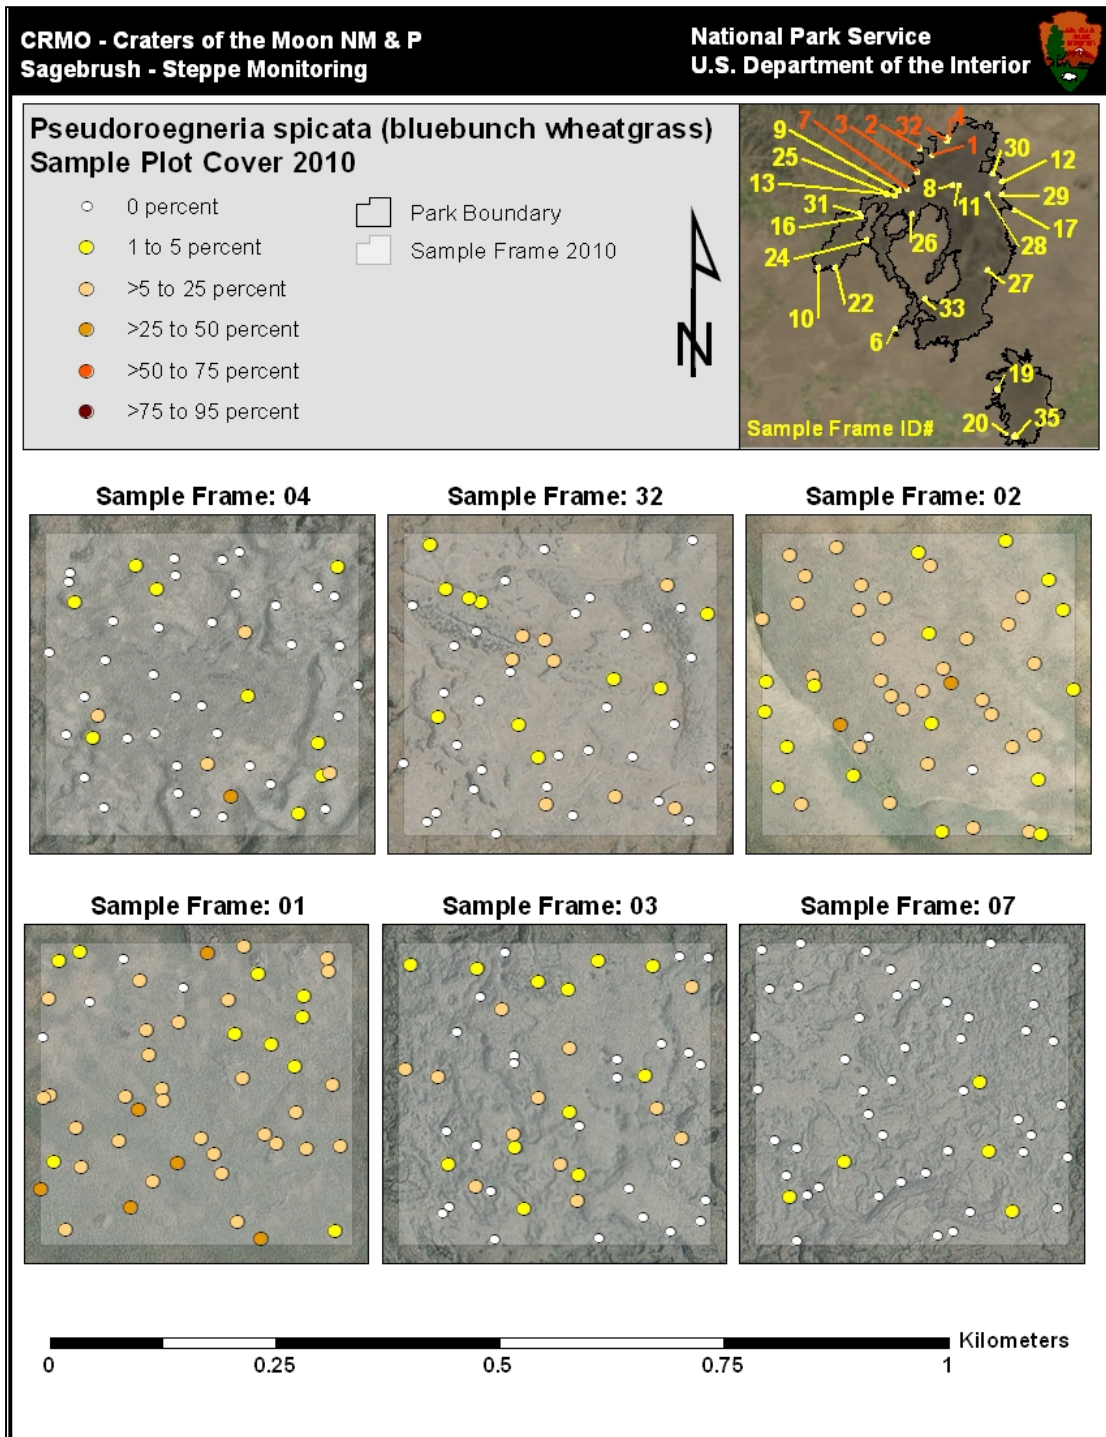 CRMO - Craters of the Moon NM & P
Sagebrush - Steppe Monitoring
National Park Service
U.S. Department of the Interior
Pseudoroegneria spicata (bluebunch wheatgrass)
Sample Plot Cover 2010
0 percent
1 to 5 percent
>5 to 25 percent
>25 to 50 percent
>50 to 75 percent
>75 to 95 percent
Park Boundary
Sample Frame 2010
N
7
3
2
32
4
9
1
30
25
12
13
8
11
29
31
17
16
26
28
24
27
10
22
33
6
19
20
35
Sample Frame ID#
Sample Frame: 04
Sample Frame: 32
Sample Frame: 02
Sample Frame: 01
Sample Frame: 03
Sample Frame: 07
Kilometers
0
0.25
0.5
0.75
1